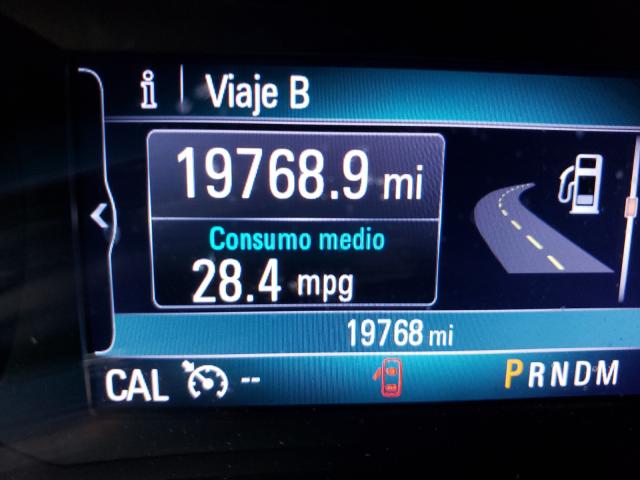 i | Viaje B
19768.9 mi
Consumo medio
28.4 mpg
19768 mi
CAL -- PRNDM